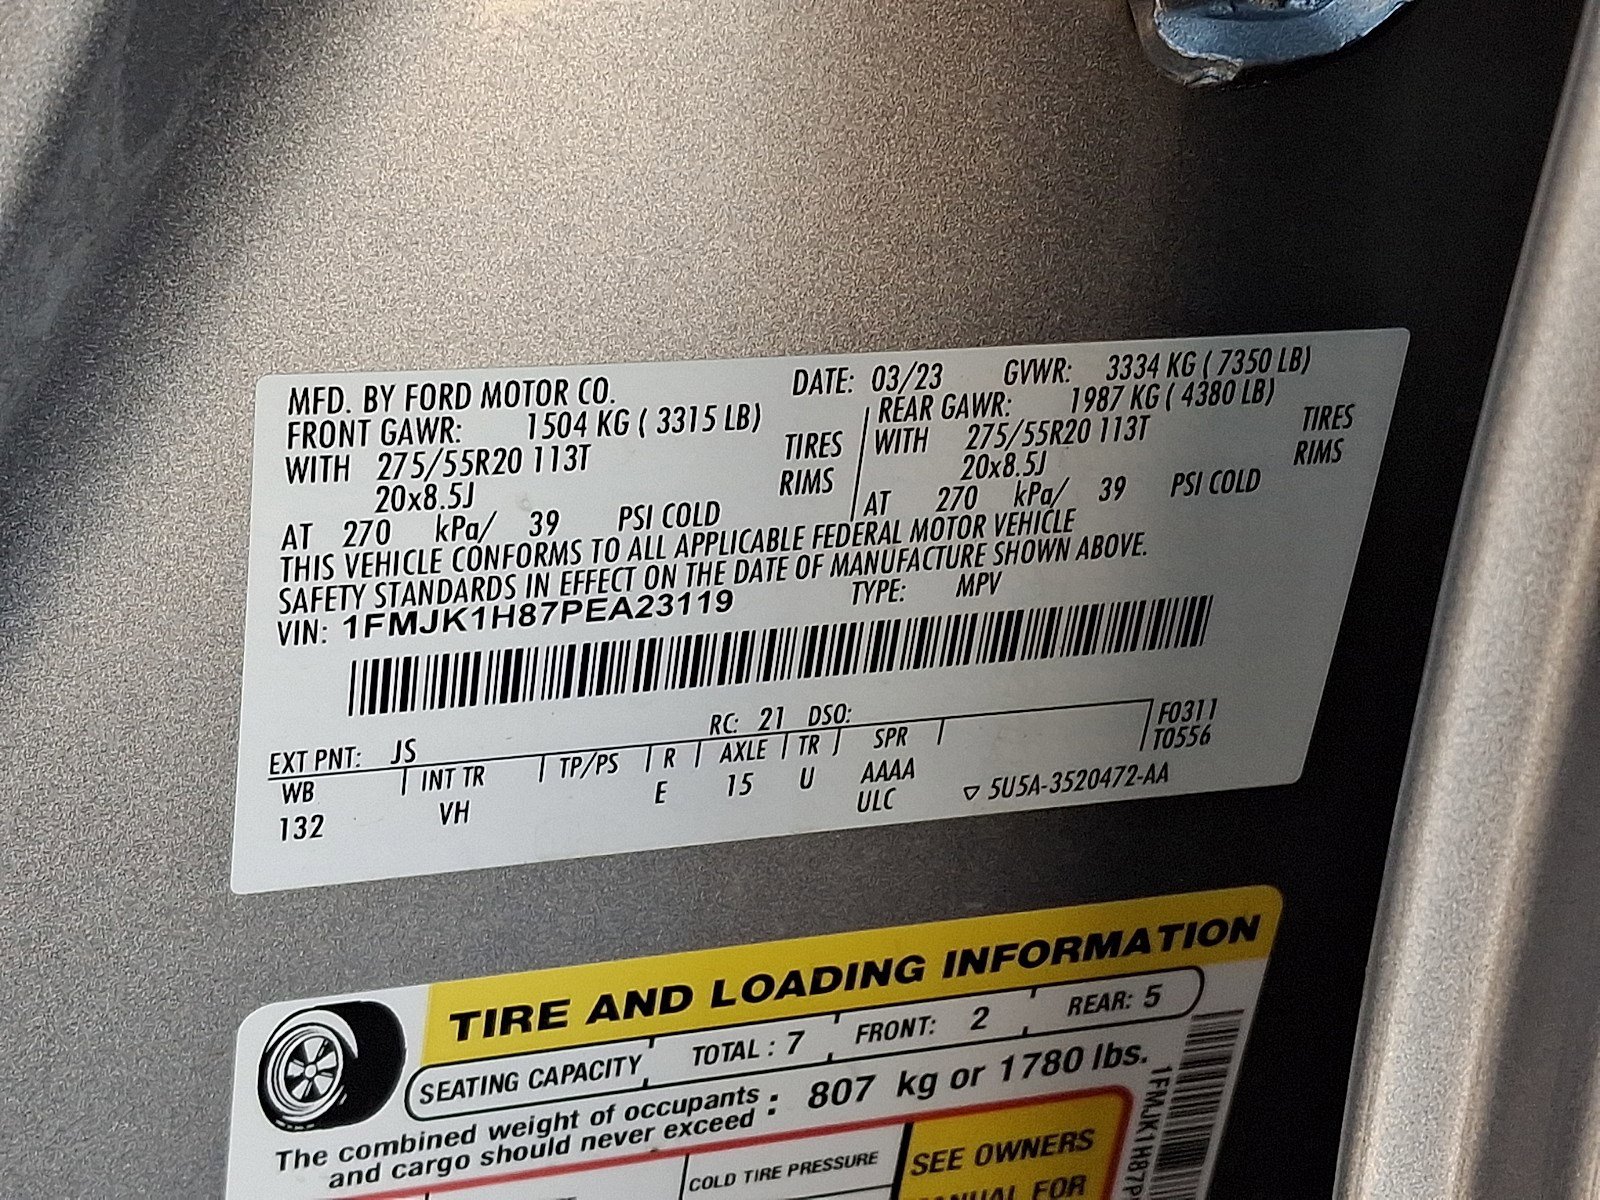 MFD. BY FORD MOTOR CO. DATE: 03/23 GVWR: 3334 KG ( 7350 LB)
FRONT GAWR: 1504 KG ( 3315 LB) REAR GAWR: 1987 KG ( 4380 LB)
WITH 275/55R20 113T TIRES WITH 275/55R20 113T TIRES
20x8.5J RIMS 20x8.5J RIMS
AT 270 kPa/ 39 PSI COLD AT 270 kPa/ 39 PSI COLD
THIS VEHICLE CONFORMS TO ALL APPLICABLE FEDERAL MOTOR VEHICLE
SAFETY STANDARDS IN EFFECT ON THE DATE OF MANUFACTURE SHOWN ABOVE.
VIN: 1FMJK1H87PEA23119 TYPE: MPV
EXT PNT: JS RC: 21 DSO: F0311
WB INT TR TP/PS R AXLE TR SPR T0556
132 VH E 15 U AAAA
ULC ▽ 5U5A-3520472-AA
TIRE AND LOADING INFORMATION
SEATING CAPACITY TOTAL : 7 FRONT: 2 REAR: 5
The combined weight of occupants
and cargo should never exceed : 807 kg or 1780 lbs.
COLD TIRE PRESSURE
SEE OWNERS
MANUAL FOR
1FMJK1H87P